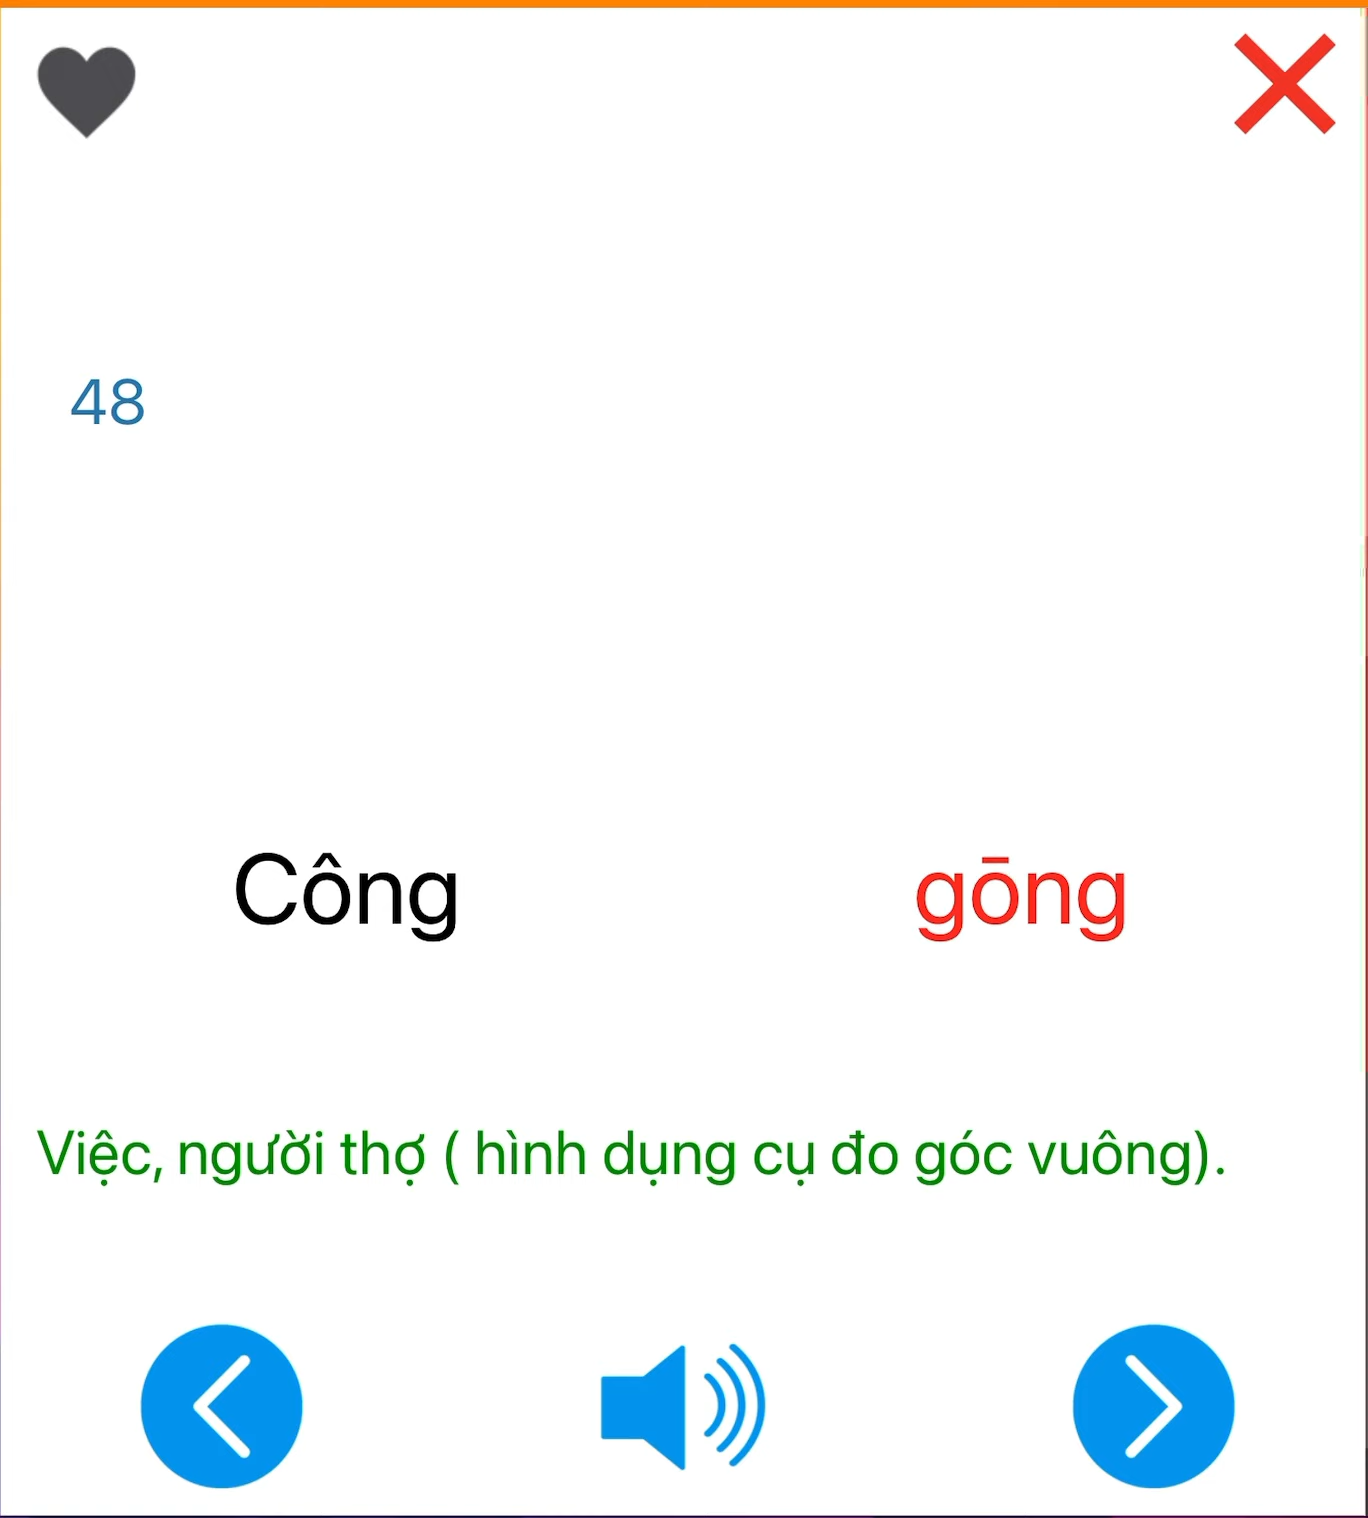 48
Công gōng
Việc, người thợ ( hình dụng cụ đo góc vuông).